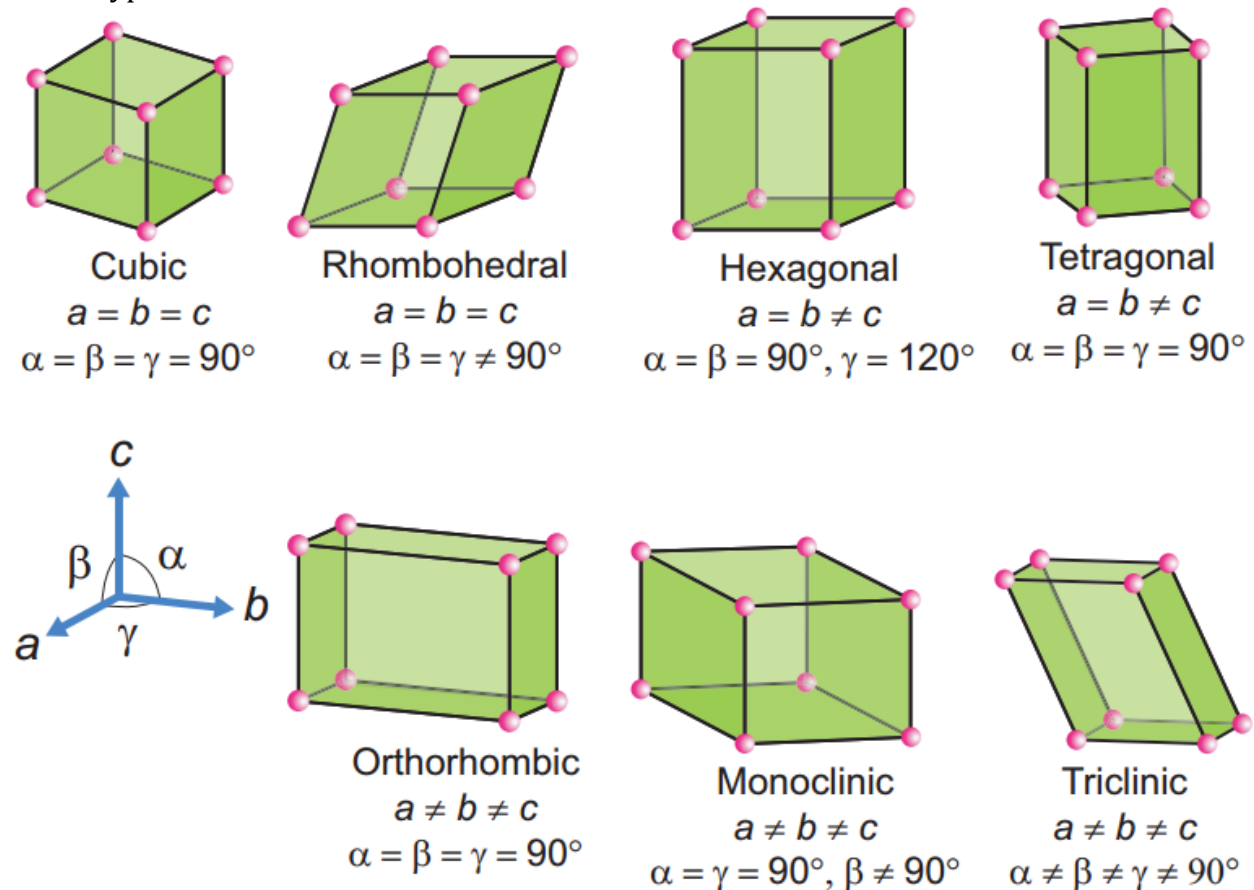 Cubic
a = b = c
α = β = γ = 90°
Rhombohedral
a = b = c
α = β = γ ≠ 90°
Hexagonal
a = b ≠ c
α = β = 90°, γ = 120°
Tetragonal
a = b ≠ c
α = β = γ = 90°
c
β α
a γ b
Orthorhombic
a ≠ b ≠ c
α = β = γ = 90°
Monoclinic
a ≠ b ≠ c
α = γ = 90°, β ≠ 90°
Triclinic
a ≠ b ≠ c
α ≠ β ≠ γ ≠ 90°